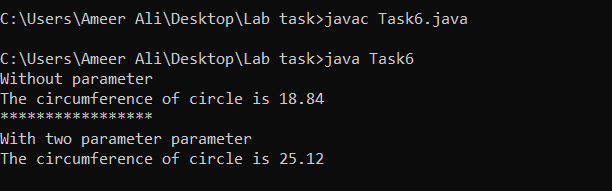 C:\Users\Ameer Ali\Desktop\Lab task>javac Task6.java
C:\Users\Ameer Ali\Desktop\Lab task>java Task6
Without parameter
The circumference of circle is 18.84
*****************
With two parameter parameter
The circumference of circle is 25.12